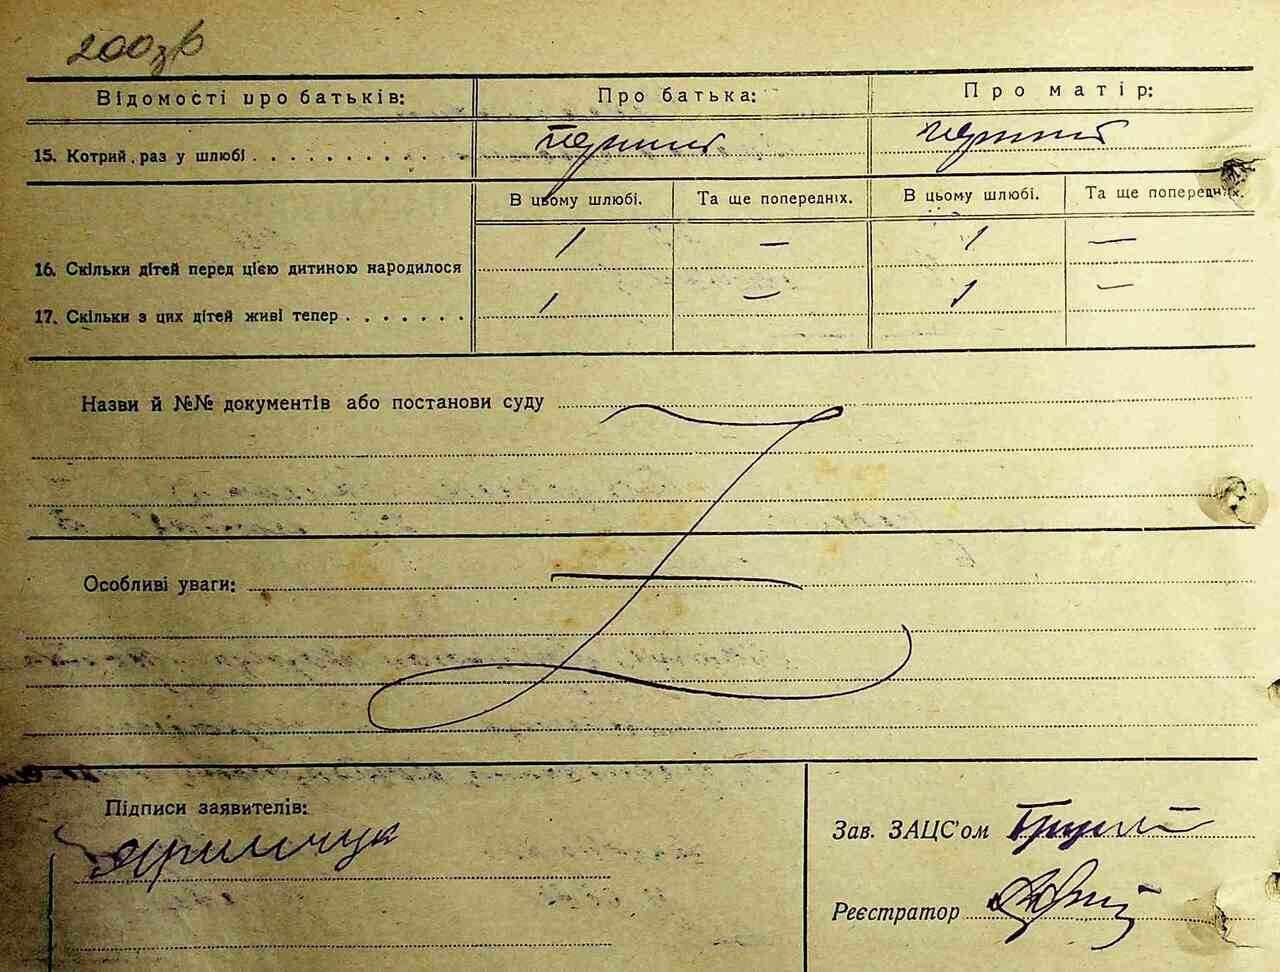 200зв
Відомості про батьків: Про батька: Про матір:
15. Котрий раз у шлюбі . . . . . . . . . . . перший перший
В цьому шлюбі. Та ще попередніх. В цьому шлюбі. Та ще попередніх.
16. Скільки дітей перед цією дитиною народилося 1 — 1 —
17. Скільки з цих дітей живі тепер . . . . . . . 1 — 1 —
Назви й №№ документів або постанови суду
Особливі уваги:
Підписи заявителів:
Зав. ЗАЦС'ом
Реєстратор